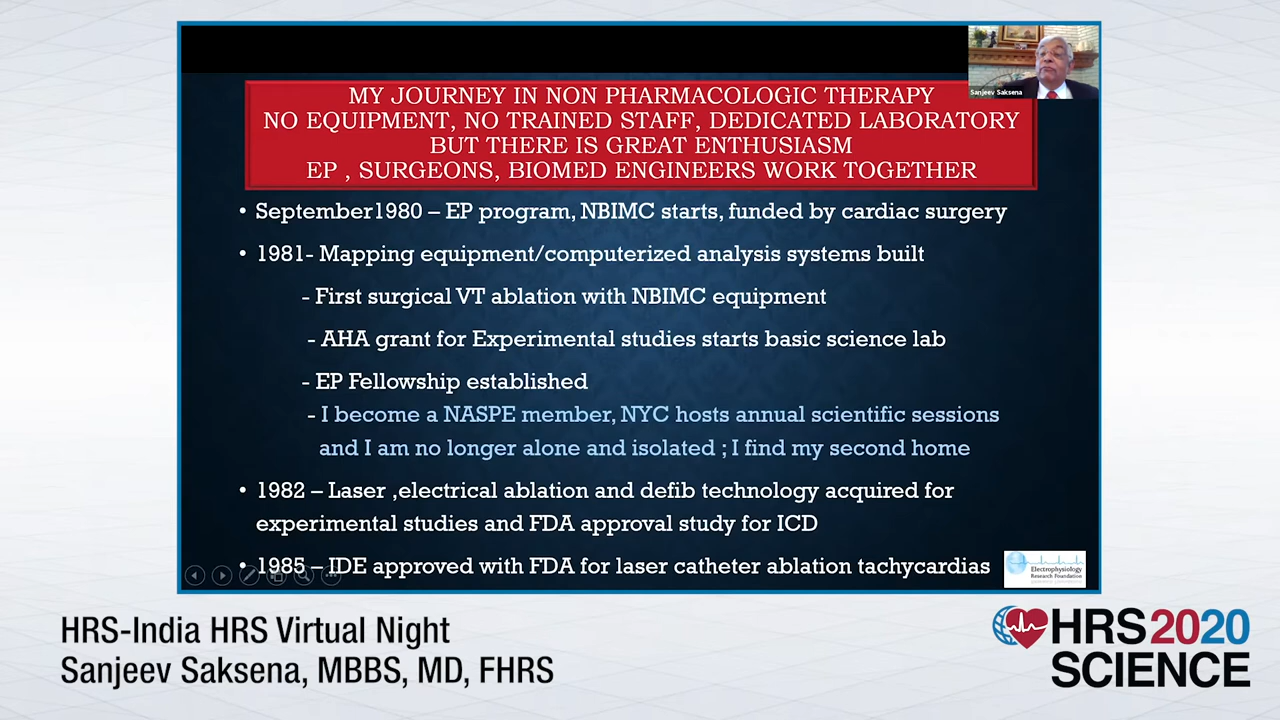 Sanjeev Saksena
MY JOURNEY IN NON PHARMACOLOGIC THERAPY
NO EQUIPMENT, NO TRAINED STAFF, DEDICATED LABORATORY
BUT THERE IS GREAT ENTHUSIASM
EP , SURGEONS, BIOMED ENGINEERS WORK TOGETHER
• September1980 – EP program, NBIMC starts, funded by cardiac surgery
• 1981- Mapping equipment/computerized analysis systems built
- First surgical VT ablation with NBIMC equipment
- AHA grant for Experimental studies starts basic science lab
- EP Fellowship established
- I become a NASPE member, NYC hosts annual scientific sessions
and I am no longer alone and isolated ; I find my second home
• 1982 – Laser ,electrical ablation and defib technology acquired for
experimental studies and FDA approval study for ICD
• 1985 – IDE approved with FDA for laser catheter ablation tachycardias
Electrophysiology
Research Foundation
HRS-India HRS Virtual Night
Sanjeev Saksena, MBBS, MD, FHRS
HRS2020
SCIENCE